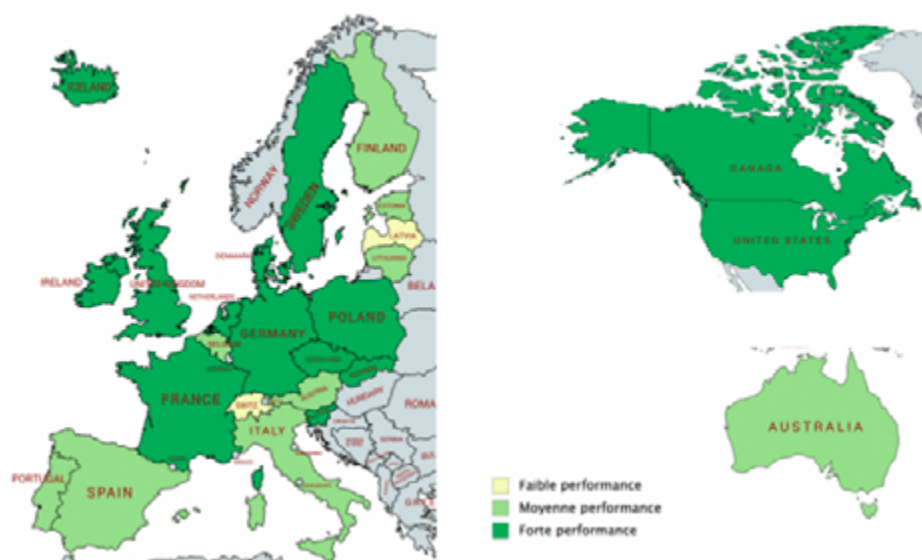 ICELAND
FINLAND
NORWAY
SWEDEN
ESTONIA
LATVIA
LITHUANIA
DENMARK
IRELAND
UNITED KINGDOM
NETHERLANDS
BELA
POLAND
GERMANY
BELGIUM
FRANCE
AUSTRIA
HUNGARY
SWITZ
ITALY
ROMA
SERBIA
PORTUGAL
SPAIN
CANADA
UNITED STATES
AUSTRALIA
Faible performance
Moyenne performance
Forte performance